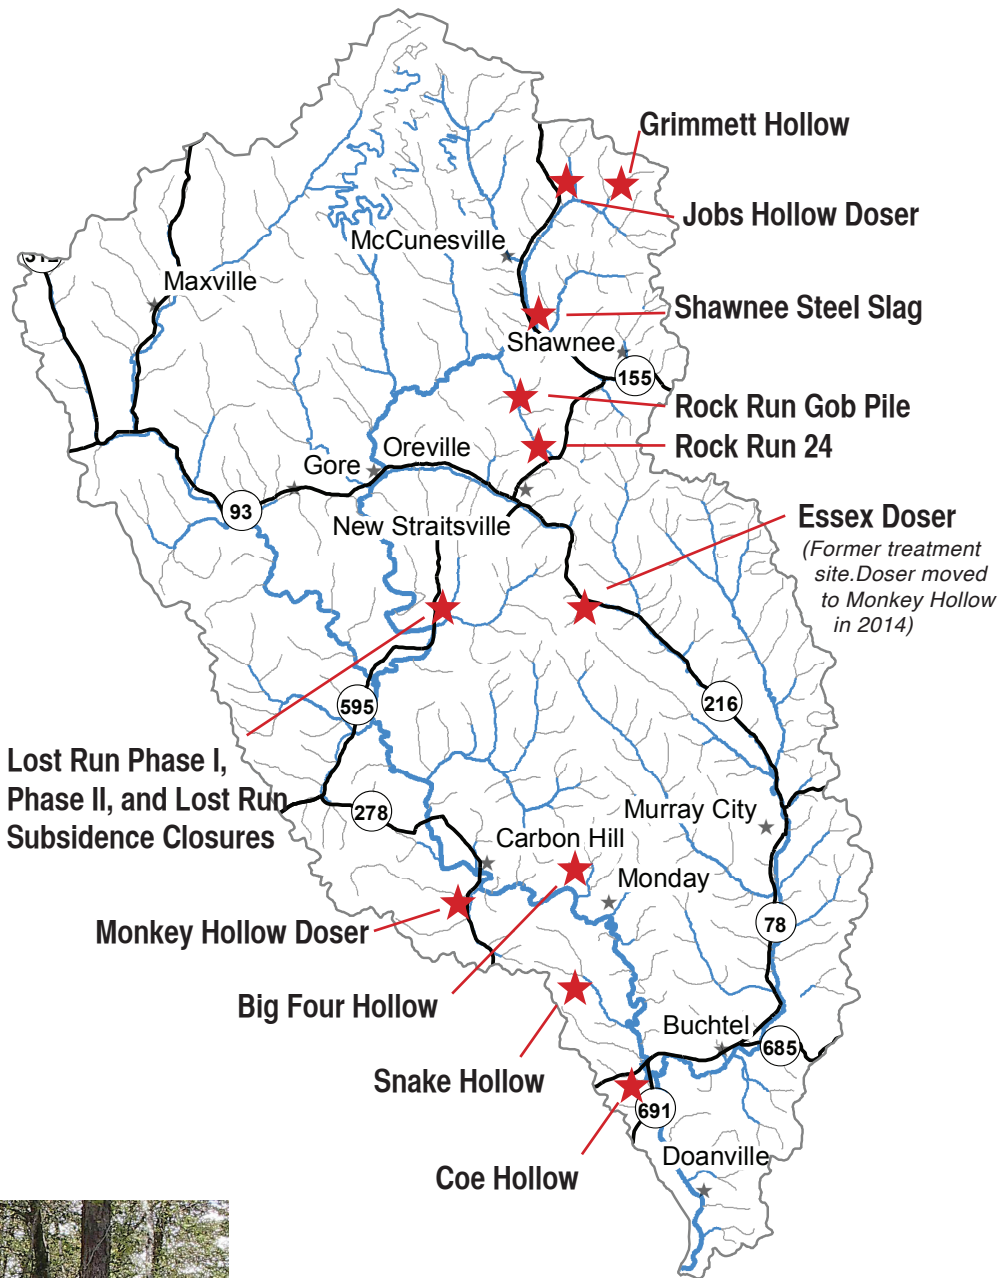 Grimmett Hollow
Jobs Hollow Doser
McCunesville
Maxville
Shawnee Steel Slag
Shawnee
155
Rock Run Gob Pile
Oreville
Rock Run 24
Gore
93
New Straitsville
Essex Doser
(Former treatment
site.Doser moved
to Monkey Hollow
in 2014)
595
216
Lost Run Phase I,
Phase II, and Lost Run
Subsidence Closures
278
Murray City
Carbon Hill
Monday
Monkey Hollow Doser
78
Big Four Hollow
Buchtel
685
Snake Hollow
691
Doanville
Coe Hollow